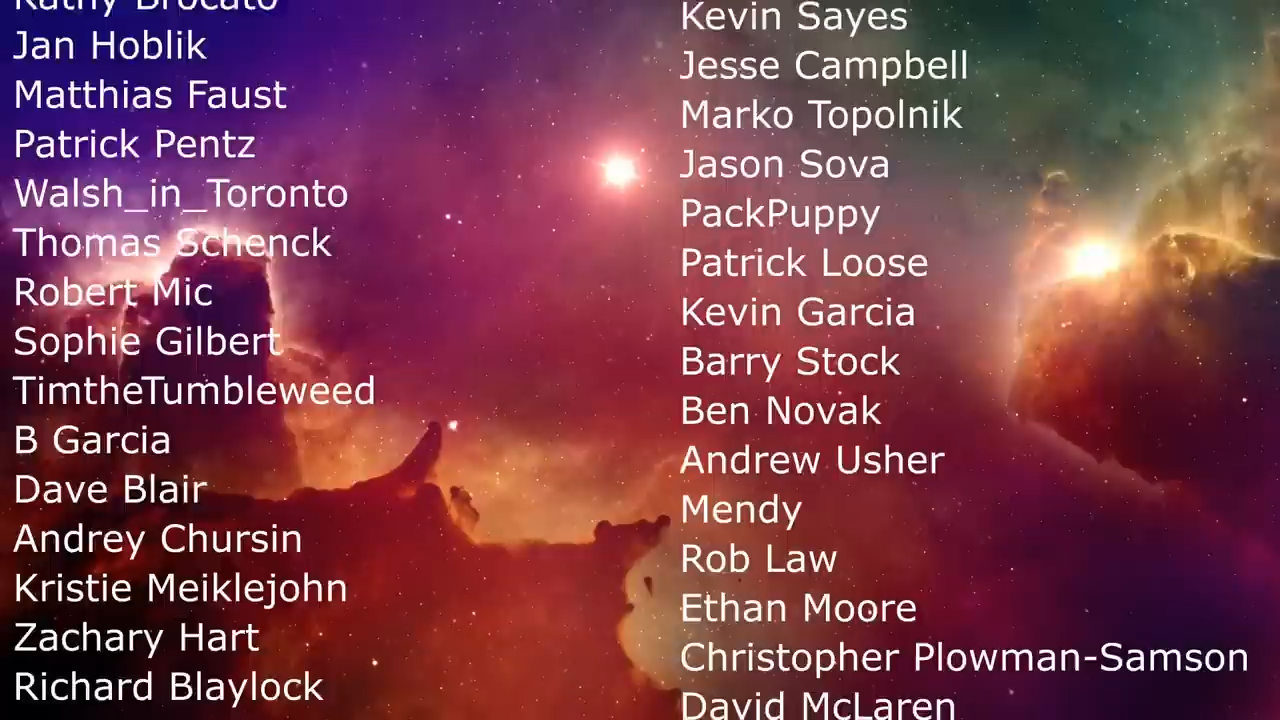 Kathy Brocato
Jan Hoblik
Matthias Faust
Patrick Pentz
Walsh_in_Toronto
Thomas Schenck
Robert Mic
Sophie Gilbert
TimtheTumbleweed
B Garcia
Dave Blair
Andrey Chursin
Kristie Meiklejohn
Zachary Hart
Richard Blaylock
Kevin Sayes
Jesse Campbell
Marko Topolnik
Jason Sova
PackPuppy
Patrick Loose
Kevin Garcia
Barry Stock
Ben Novak
Andrew Usher
Mendy
Rob Law
Ethan Moore
Christopher Plowman-Samson
David McLaren